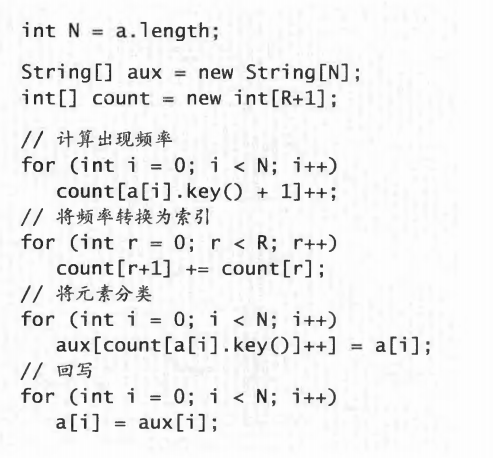 int N = a.length;
String[] aux = new String[N];
int[] count = new int[R+1];
// 计算出现频率
for (int i = 0; i < N; i++)
count[a[i].key() + 1]++;
// 将频率转换为索引
for (int r = 0; r < R; r++)
count[r+1] += count[r];
// 将元素分类
for (int i = 0; i < N; i++)
aux[count[a[i].key()]++] = a[i];
// 回写
for (int i = 0; i < N; i++)
a[i] = aux[i];